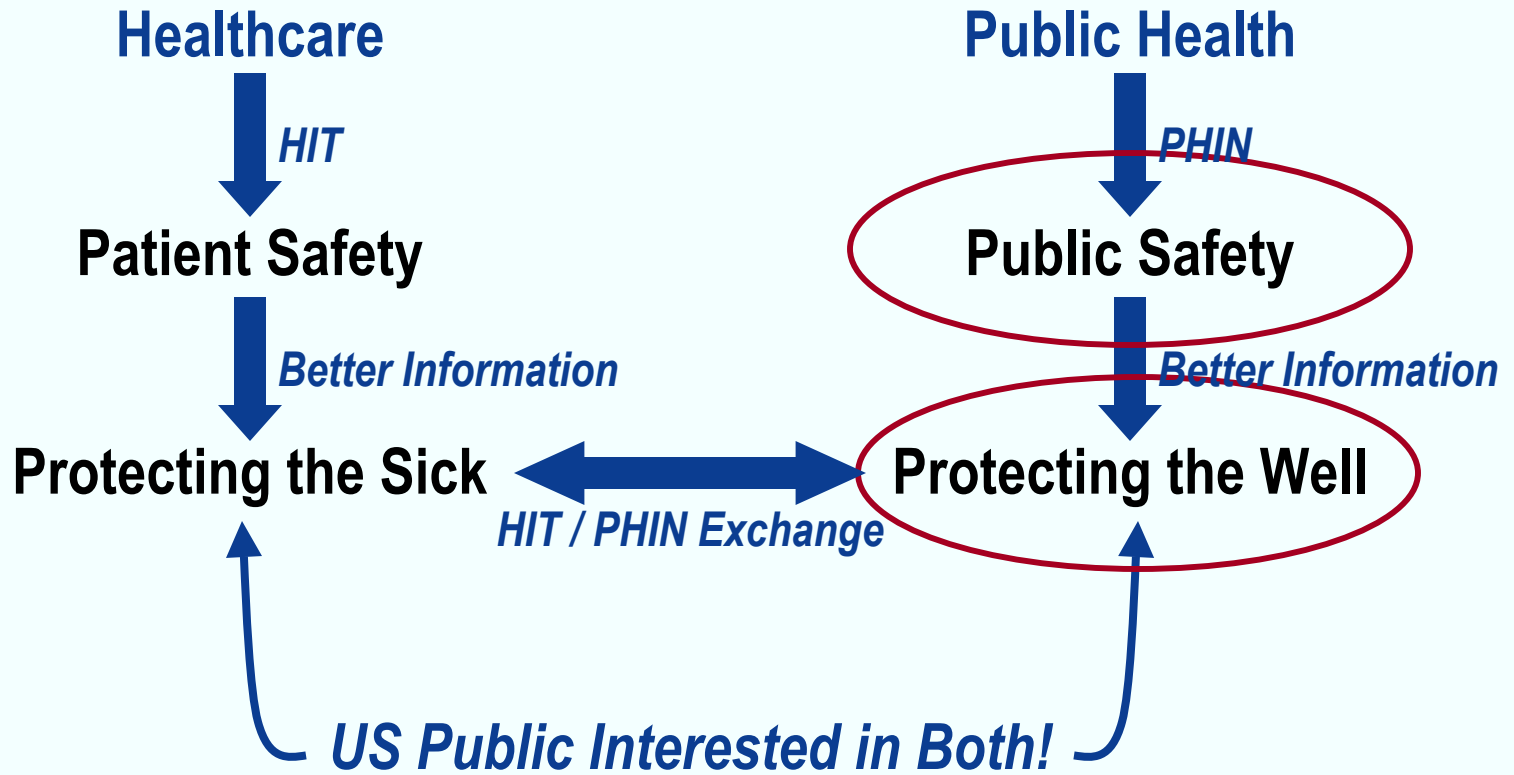 Healthcare
Public Health
HIT
PHIN
Patient Safety
Public Safety
Better Information
Better Information
Protecting the Sick
Protecting the Well
HIT / PHIN Exchange
US Public Interested in Both!